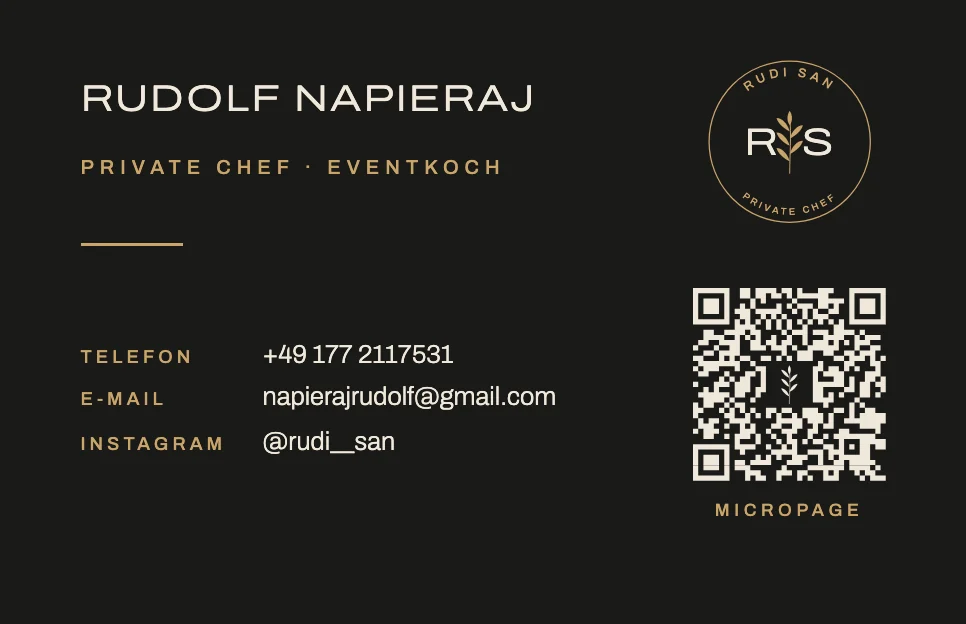 RUDOLF NAPIERAJ
PRIVATE CHEF · EVENTKOCH
RUDI SAN
R S
PRIVATE CHEF
TELEFON +49 177 2117531
E-MAIL napierajrudolf@gmail.com
INSTAGRAM @rudi__san
MICROPAGE